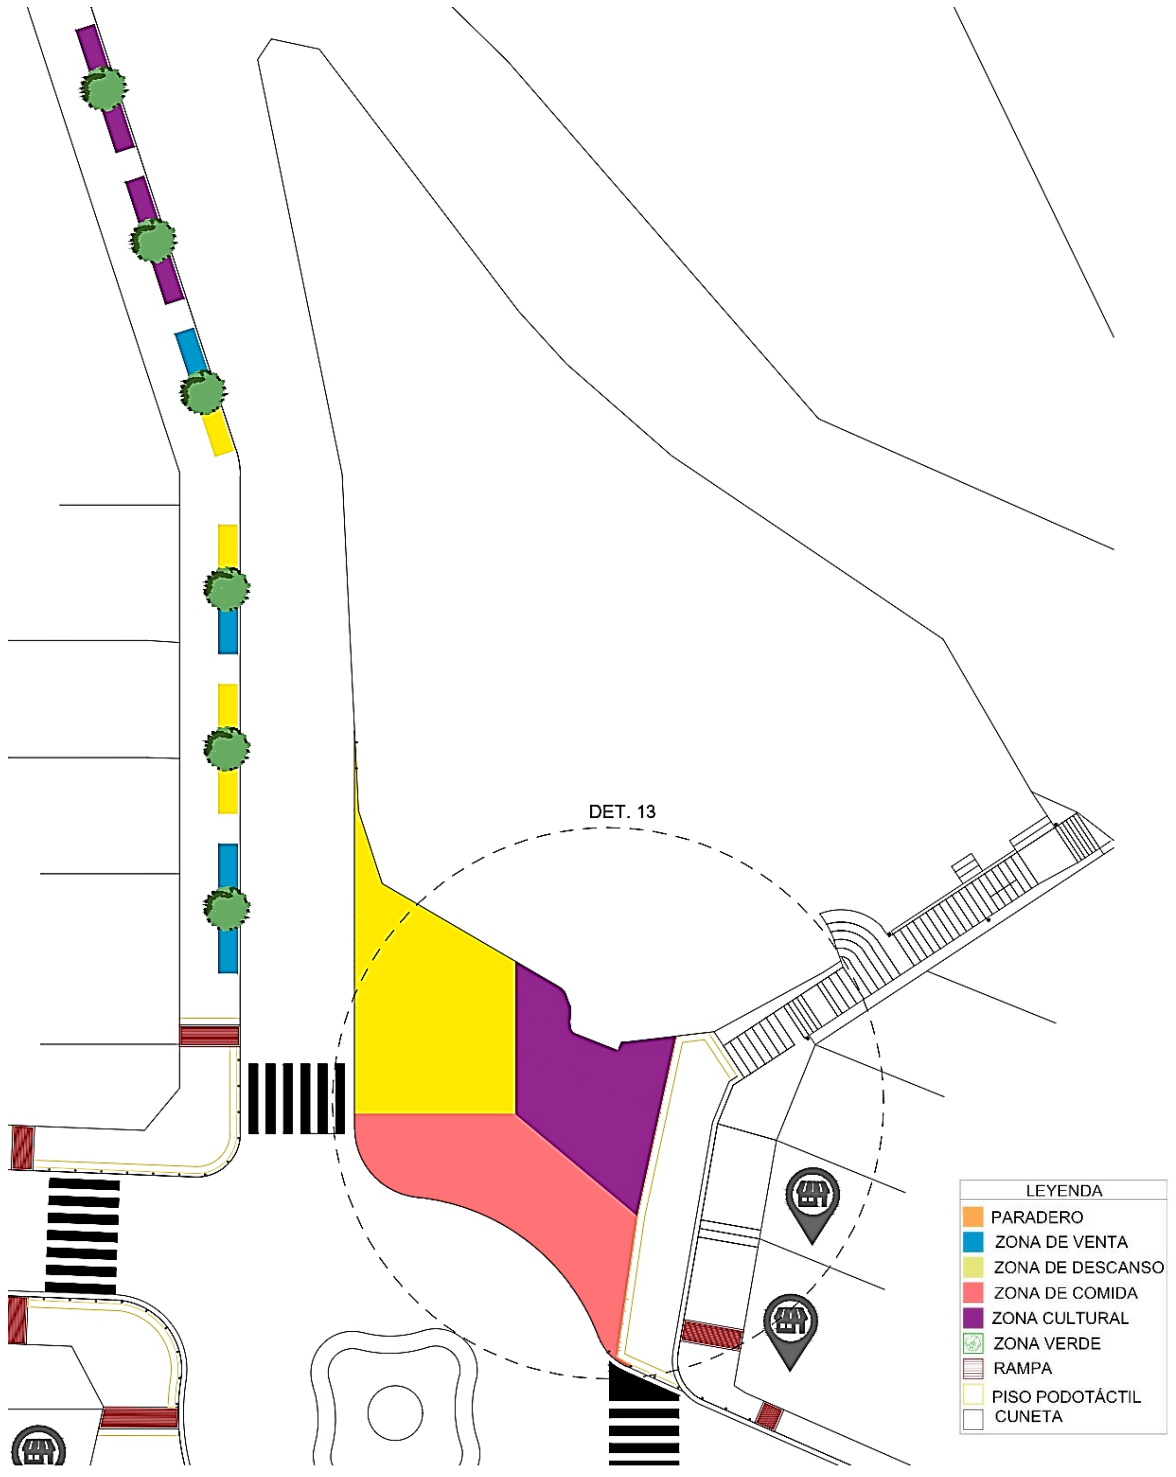 DET. 13
LEYENDA
PARADERO
ZONA DE VENTA
ZONA DE DESCANSO
ZONA DE COMIDA
ZONA CULTURAL
ZONA VERDE
RAMPA
PISO PODOTÁCTIL
CUNETA